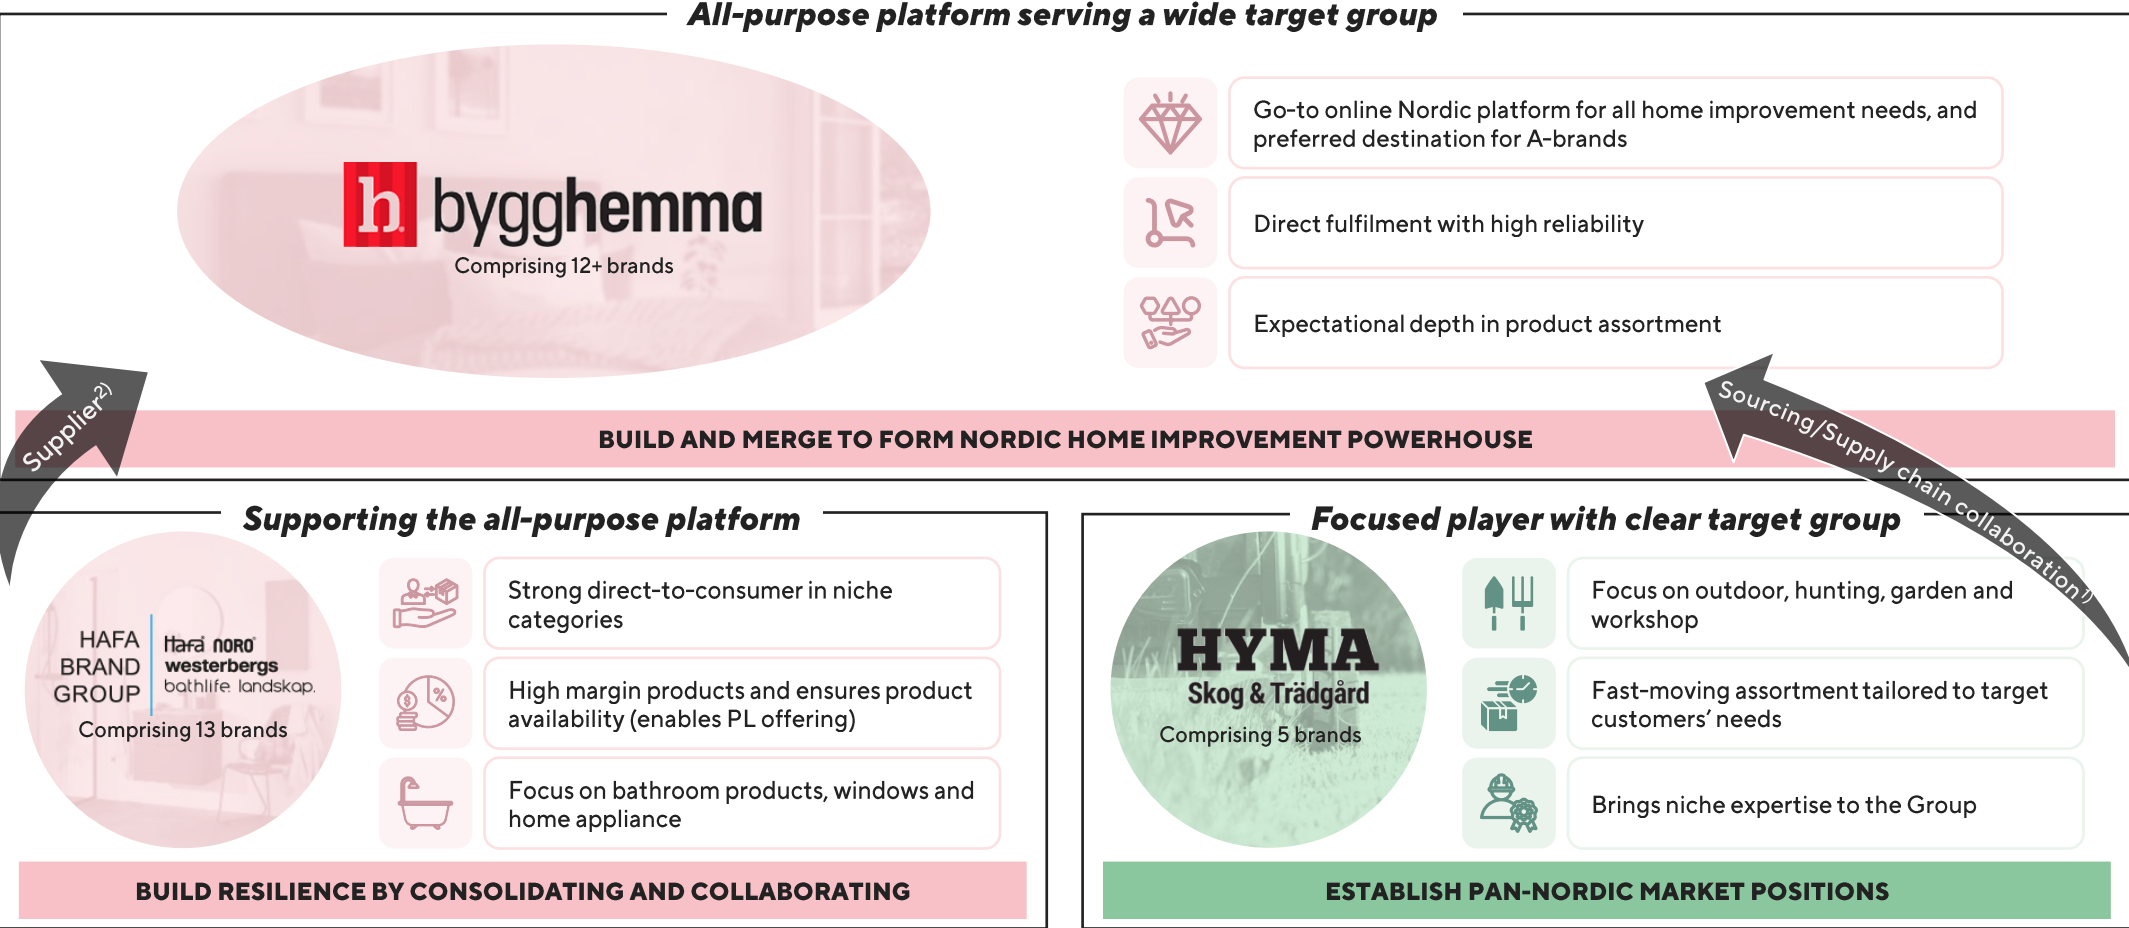 All-purpose platform serving a wide target group
h.
bygghemma
Comprising 12+ brands
Go-to online Nordic platform for all home improvement needs, and
preferred destination for A-brands
Direct fulfilment with high reliability
Expectational depth in product assortment
Supplier2)
Sourcing/Supply chain collaboration1)
BUILD AND MERGE TO FORM NORDIC HOME IMPROVEMENT POWERHOUSE
Supporting the all-purpose platform
HAFA
BRAND
GROUP
Hafa NORO
westerbergs
bathlife. landskap.
Comprising 13 brands
Strong direct-to-consumer in niche
categories
$ %
High margin products and ensures product
availability (enables PL offering)
Focus on bathroom products, windows and
home appliance
BUILD RESILIENCE BY CONSOLIDATING AND COLLABORATING
Focused player with clear target group
HYMA
Skog & Trädgård
Comprising 5 brands
Focus on outdoor, hunting, garden and
workshop
Fast-moving assortment tailored to target
customers’ needs
Brings niche expertise to the Group
ESTABLISH PAN-NORDIC MARKET POSITIONS